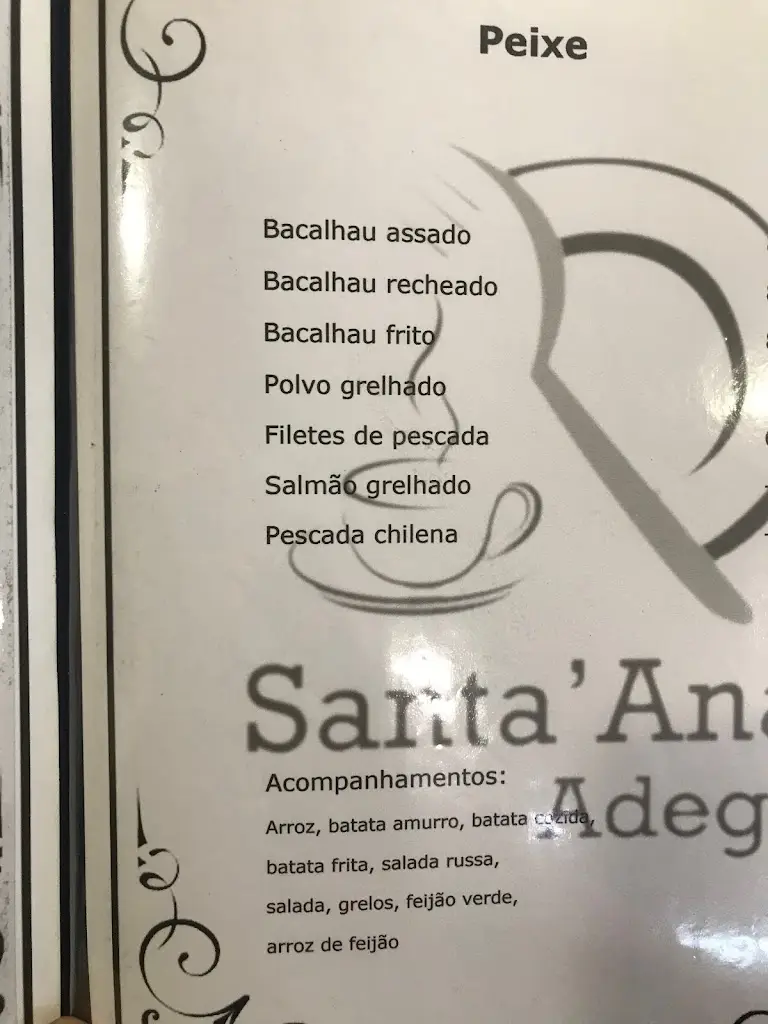 Peixe
Bacalhau assado
Bacalhau recheado
Bacalhau frito
Polvo grelhado
Filetes de pescada
Salmão grelhado
Pescada chilena
Santa'Ana
Acompanhamentos:
Adeg
Arroz, batata amurro, batata cozida,
batata frita, salada russa,
salada, grelos, feijão verde,
arroz de feijão